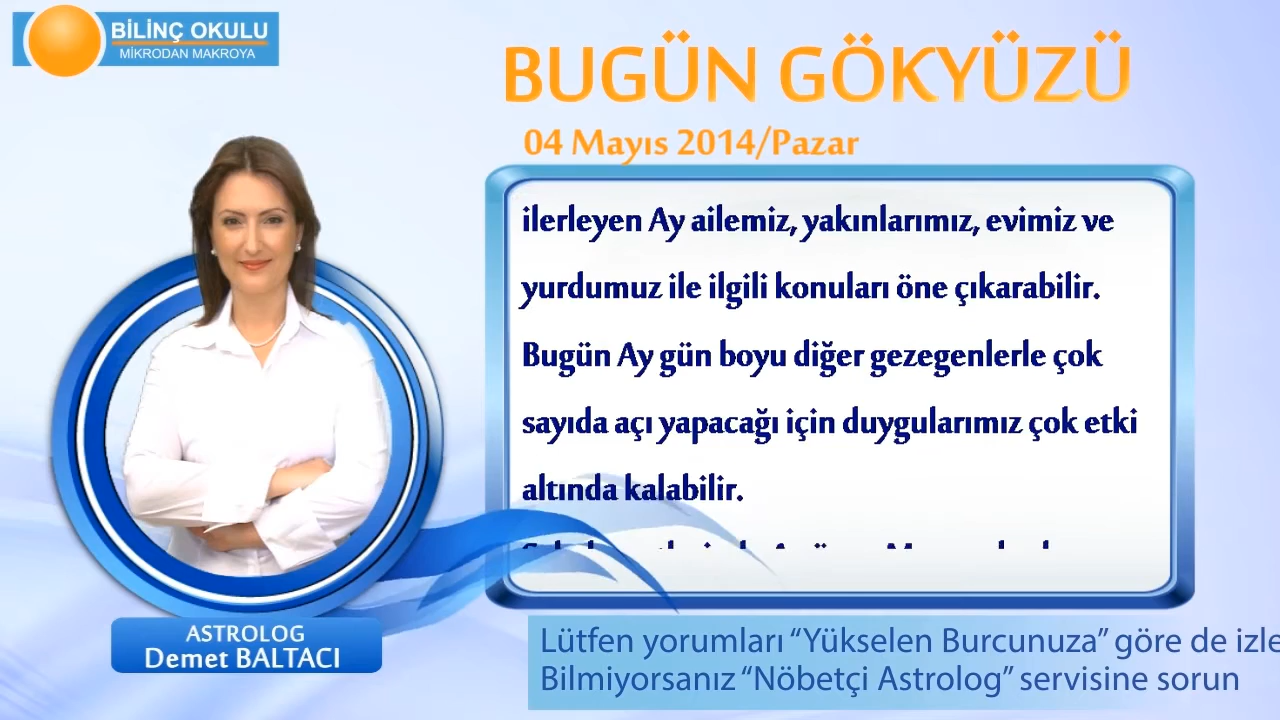 BİLİNÇ OKULU
MİKRODAN MAKROYA
BUGÜN GÖKYÜZÜ
04 Mayıs 2014/Pazar
ilerleyen Ay ailemiz, yakınlarımız, evimiz ve
yurdumuz ile ilgili konuları öne çıkarabilir.
Bugün Ay gün boyu diğer gezegenlerle çok
sayıda açı yapacağı için duygularımız çok etki
altında kalabilir.
ASTROLOG
Demet BALTACI
Lütfen yorumları “Yükselen Burcunuza” göre de izle
Bilmiyorsanız “Nöbetçi Astrolog” servisine sorun